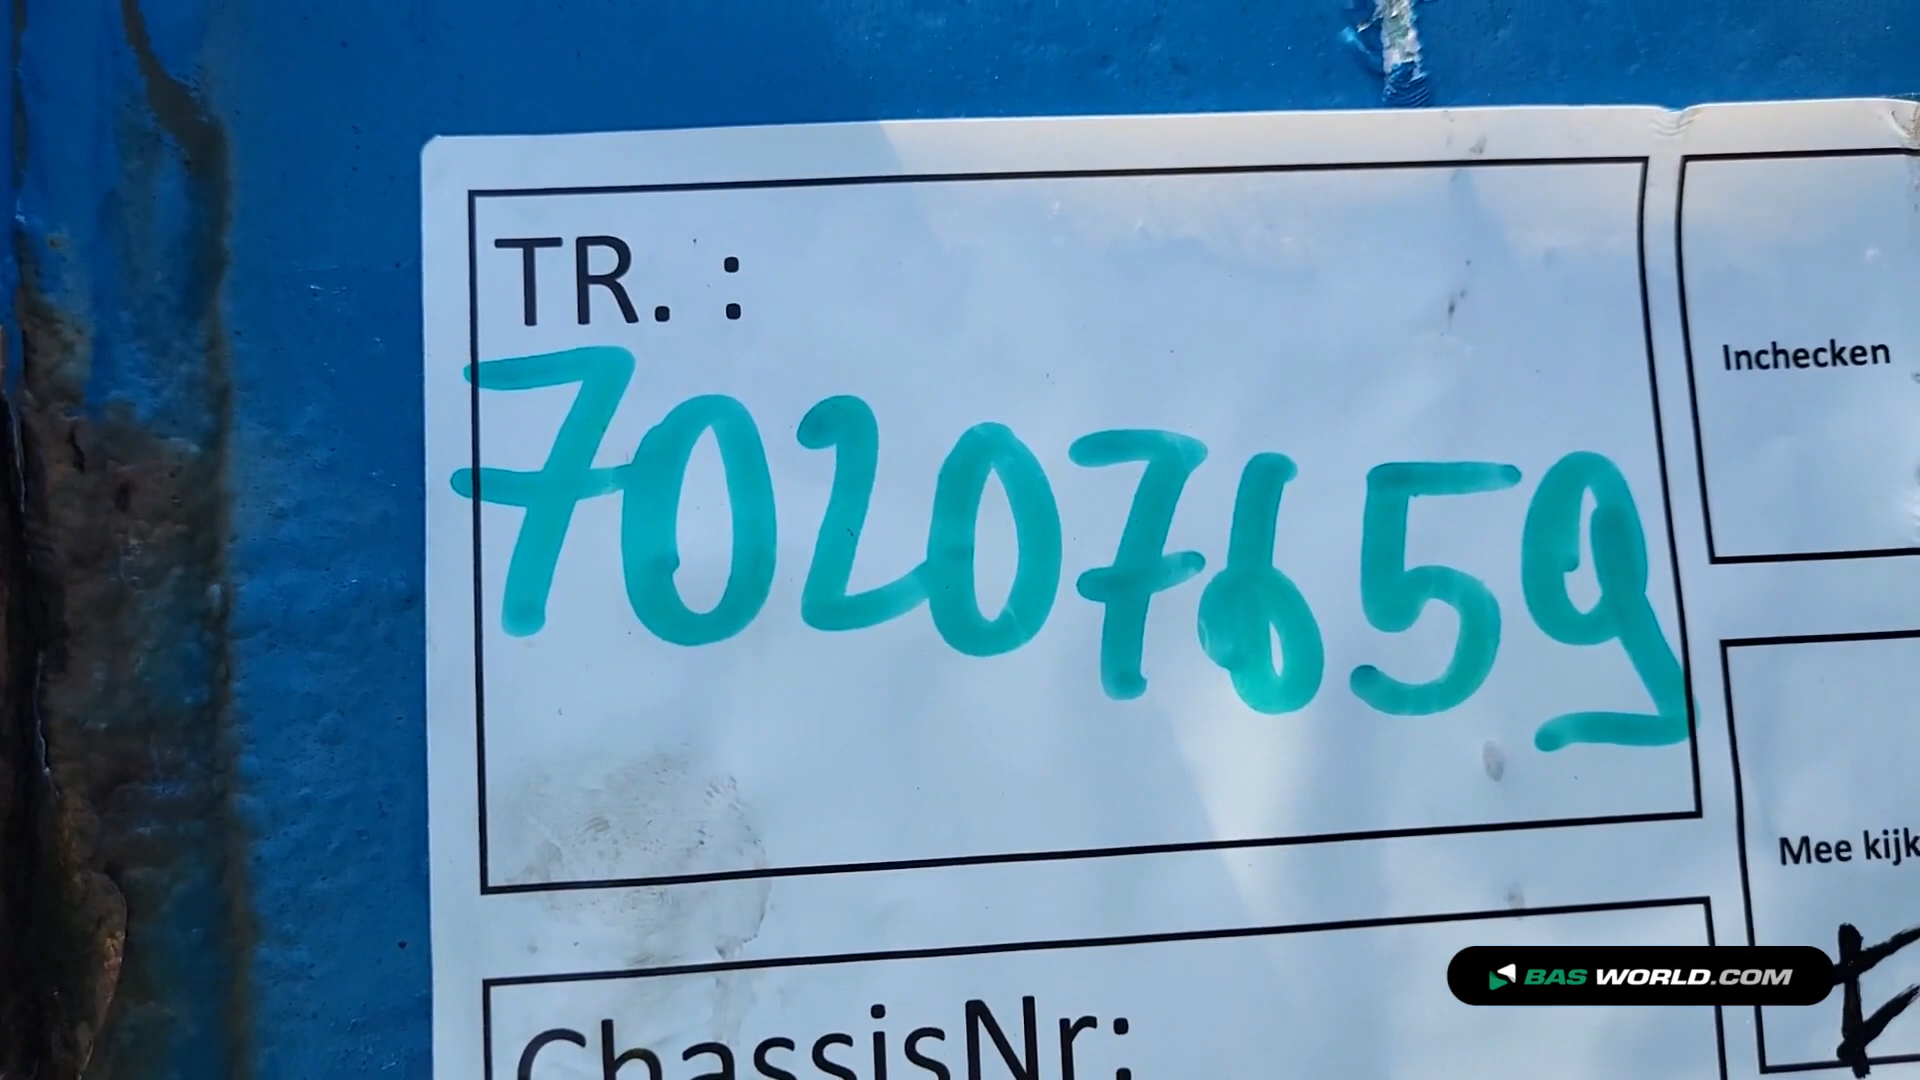 TR. :
70207659
Inchecken
Mee kijk
ChassisNr:
BAS WORLD.COM